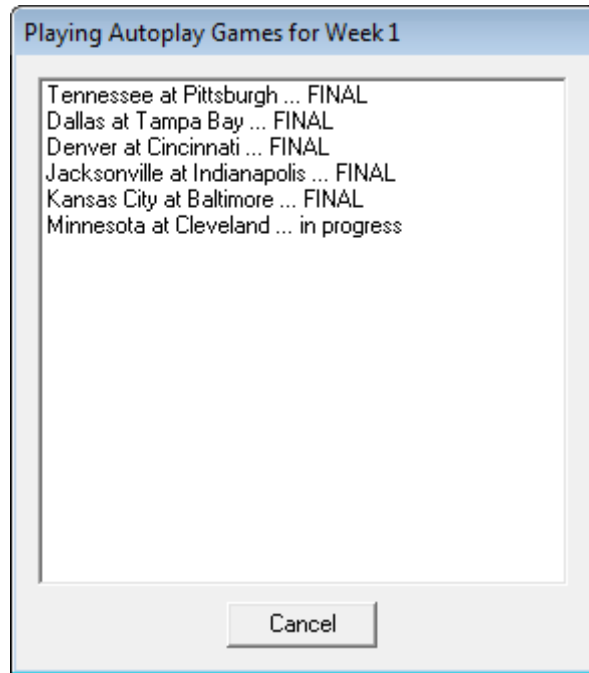 Playing Autoplay Games for Week 1
Tennessee at Pittsburgh ... FINAL
Dallas at Tampa Bay ... FINAL
Denver at Cincinnati ... FINAL
Jacksonville at Indianapolis ... FINAL
Kansas City at Baltimore ... FINAL
Minnesota at Cleveland ... in progress
Cancel